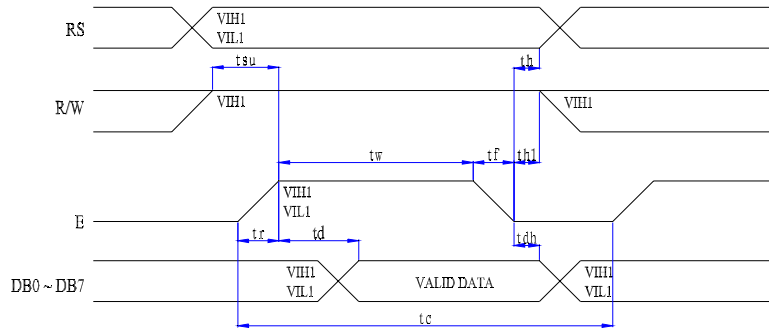 RS
VIH1
VIL1
tsu
th
R/W
VIH1
VIH1
tw
tf
th1
E
VIH1
VIL1
tr
td
tdh
DB0 ~ DB7
VIH1
VIL1
VALID DATA
VIH1
VIL1
tc